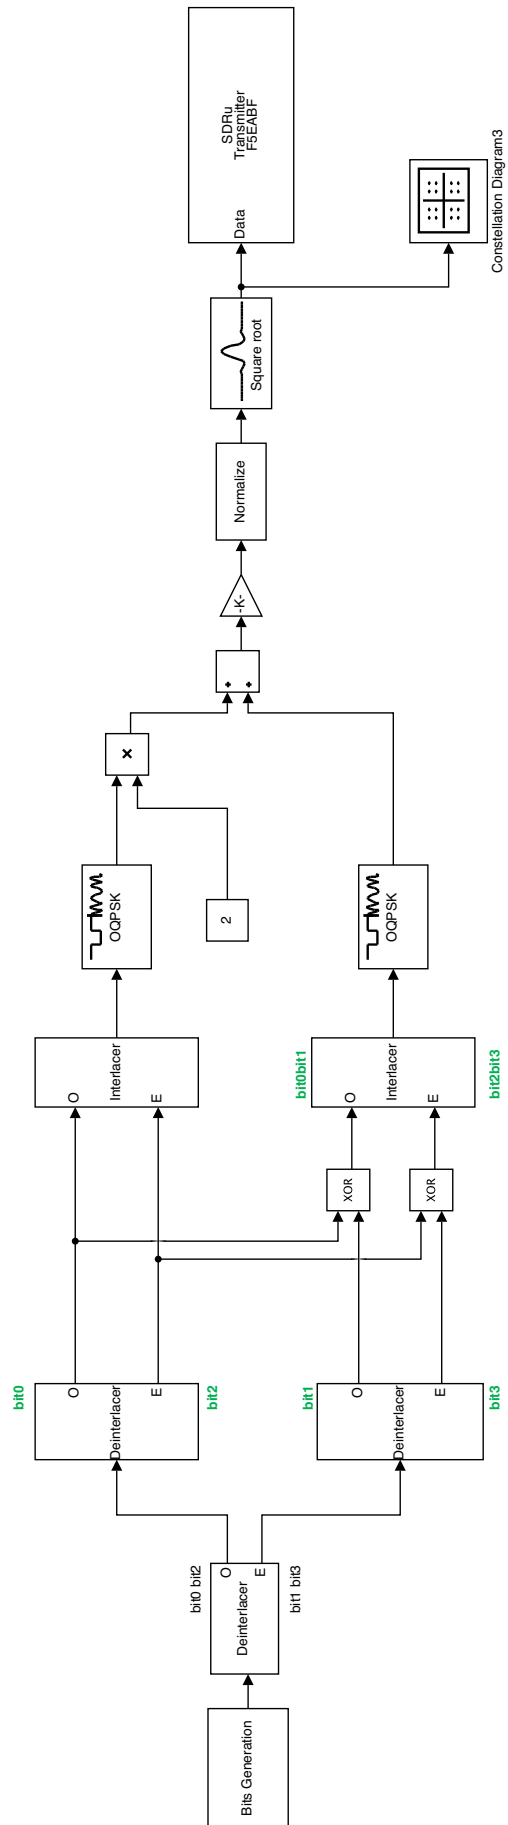 Bits Generation
Deinterlacer
O
E
bit0 bit2
bit1 bit3
Deinterlacer
O
E
bit0
bit2
Deinterlacer
O
E
bit1
bit3
XOR
XOR
O
E
Interlacer
O
E
Interlacer
bit0bit1
bit2bit3
OQPSK
OQPSK
2
×
+
+
-K-
Normalize
Square root
Data
SDRu
Transmitter
F5EABF
Constellation Diagram3